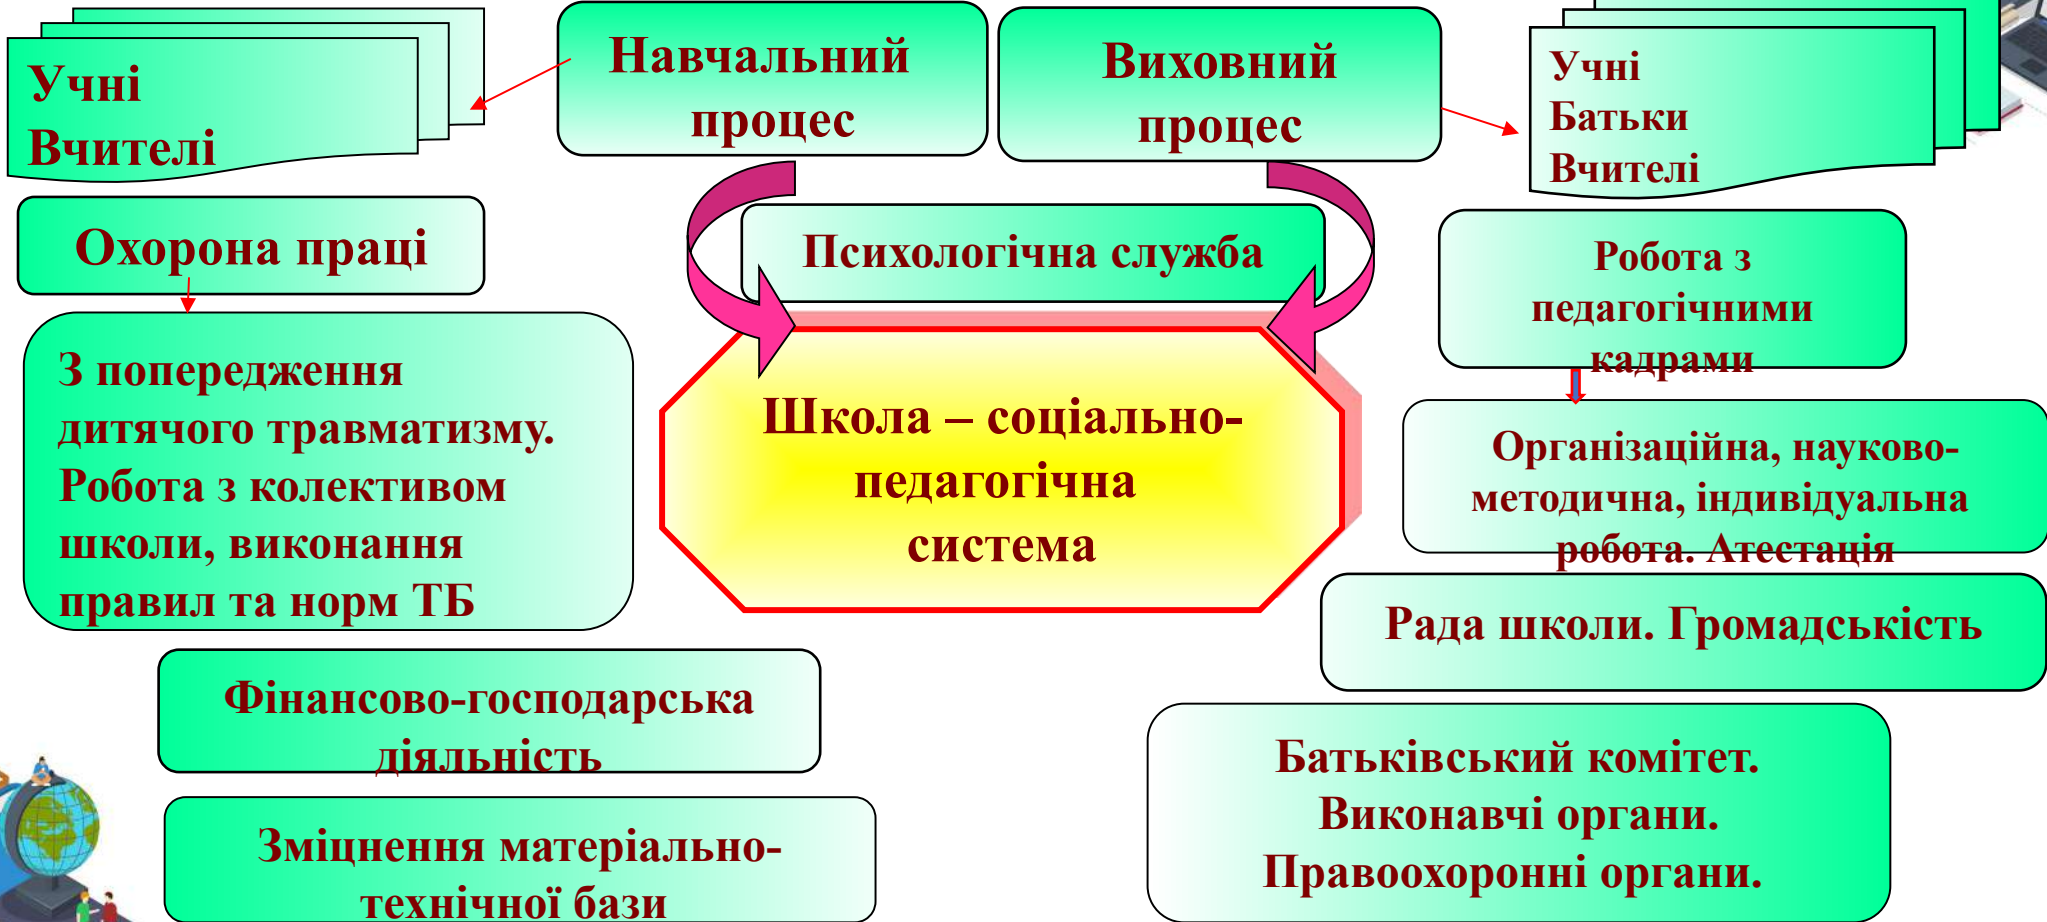 Учні
Вчителі
Навчальний
процес
Виховний
процес
Учні
Батьки
Вчителі
Охорона праці
Психологічна служба
Робота з
педагогічними
кадрами
З попередження
дитячого травматизму.
Робота з колективом
школи, виконання
правил та норм ТБ
Школа – соціально-
педагогічна
система
Організаційна, науково-
методична, індивідуальна
робота. Атестація
Рада школи. Громадськість
Фінансово-господарська
діяльність
Батьківський комітет.
Виконавчі органи.
Правоохоронні органи.
Зміцнення матеріально-
технічної бази